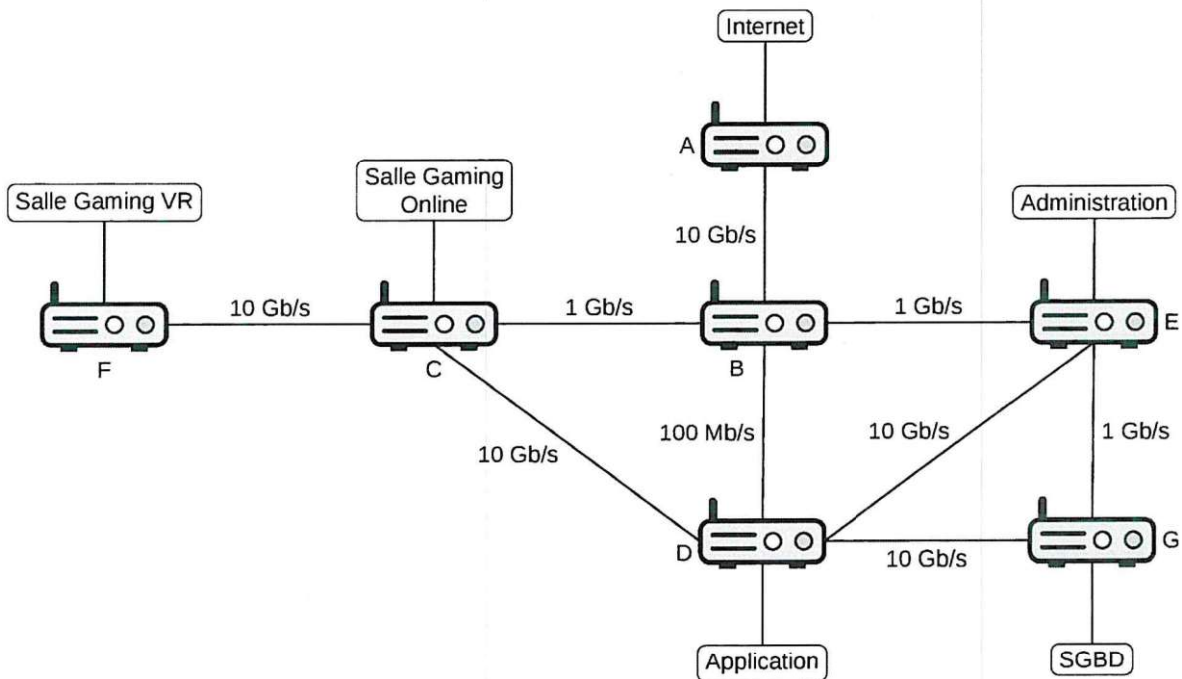 Internet
A
Salle Gaming VR
Salle Gaming
Online
Administration
10 Gb/s
10 Gb/s
1 Gb/s
1 Gb/s
E
F
C
B
10 Gb/s
100 Mb/s
10 Gb/s
1 Gb/s
D
10 Gb/s
G
Application
SGBD